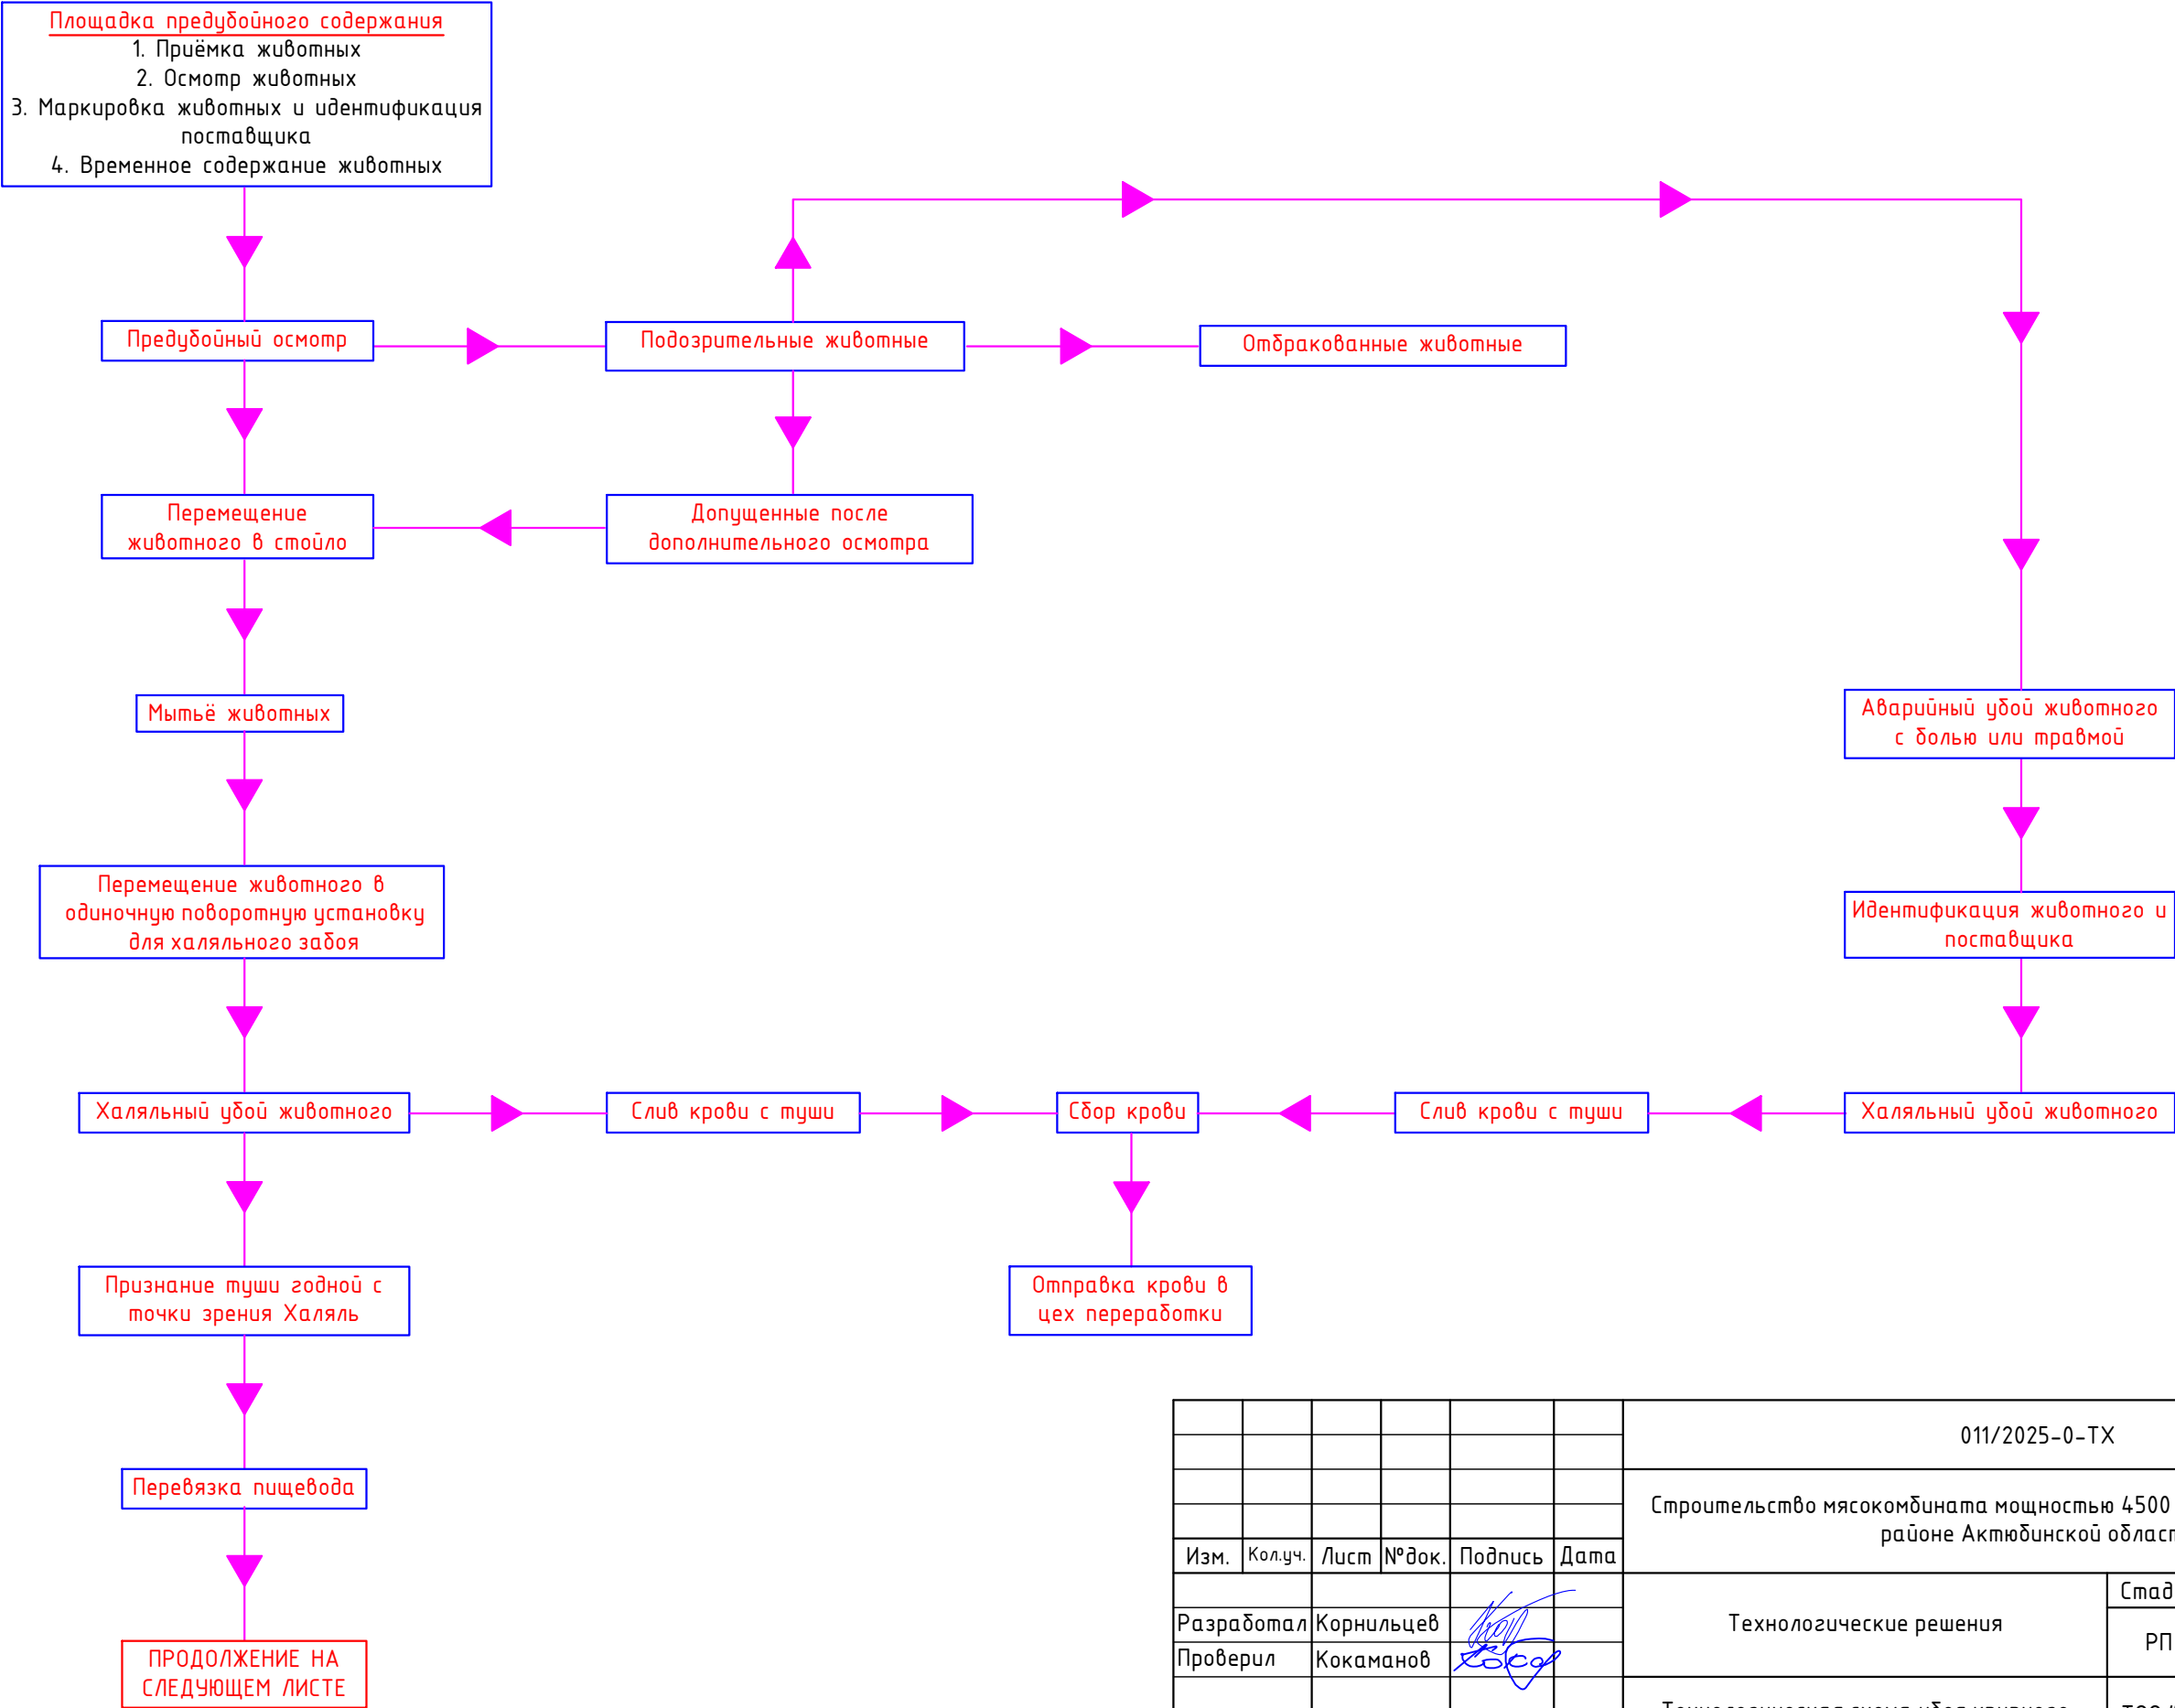 Площадка предубойного содержания
1. Приёмка животных
2. Осмотр животных
3. Маркировка животных и идентификация
поставщика
4. Временное содержание животных
Предубойный осмотр
Подозрительные животные
Отбракованные животные
Перемещение
животного в стойло
Допущенные после
дополнительного осмотра
Мытьё животных
Аварийный убой животного
с болью или травмой
Перемещение животного в
одиночную поворотную установку
для халяльного забоя
Идентификация животного и
поставщика
Халяльный убой животного
Слив крови с туши
Сбор крови
Слив крови с туши
Халяльный убой животного
Признание туши годной с
точки зрения Халяль
Отправка крови в
цех переработки
Перевязка пищевода
ПРОДОЛЖЕНИЕ НА
СЛЕДУЮЩЕМ ЛИСТЕ
011/2025-0-ТХ
Строительство мясокомбината мощностью 4500
районе Актюбинской
Изм. Кол.уч. Лист №док. Подпись Дата
Разработал Корнильцев
Проверил Кокаманов
Технологические решения
РП